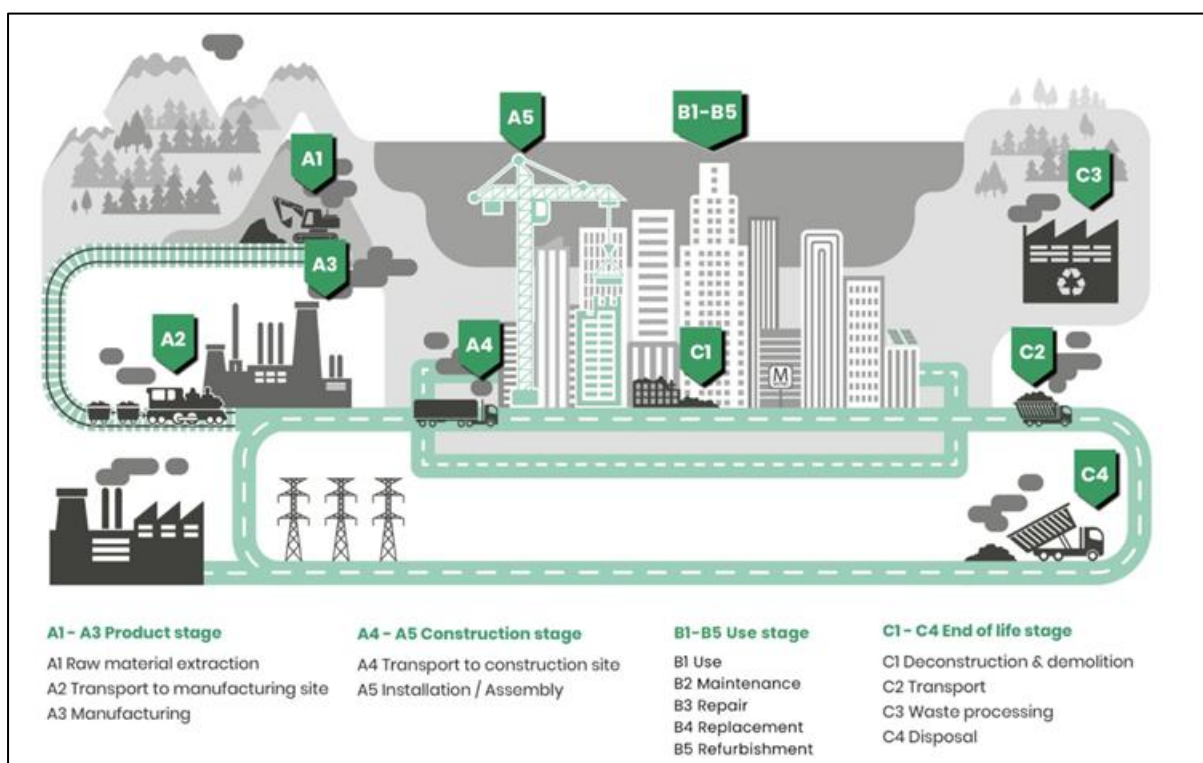 A5
B1-B5
A1
C3
A3
A2
A4
C1
M
C2
C4
A1 - A3 Product stage
A1 Raw material extraction
A2 Transport to manufacturing site
A3 Manufacturing
A4 - A5 Construction stage
A4 Transport to construction site
A5 Installation / Assembly
B1-B5 Use stage
B1 Use
B2 Maintenance
B3 Repair
B4 Replacement
B5 Refurbishment
C1 - C4 End of life stage
C1 Deconstruction & demolition
C2 Transport
C3 Waste processing
C4 Disposal